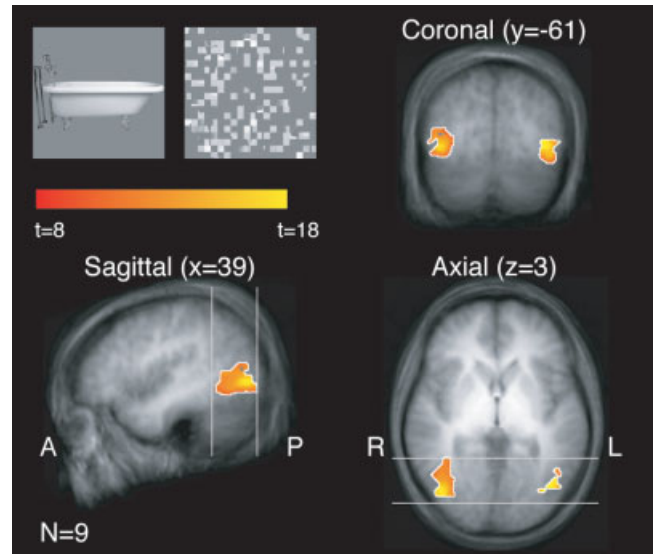 Coronal (y=-61)
t=8
t=18
Sagittal (x=39)
Axial (z=3)
A
P
R
L
N=9